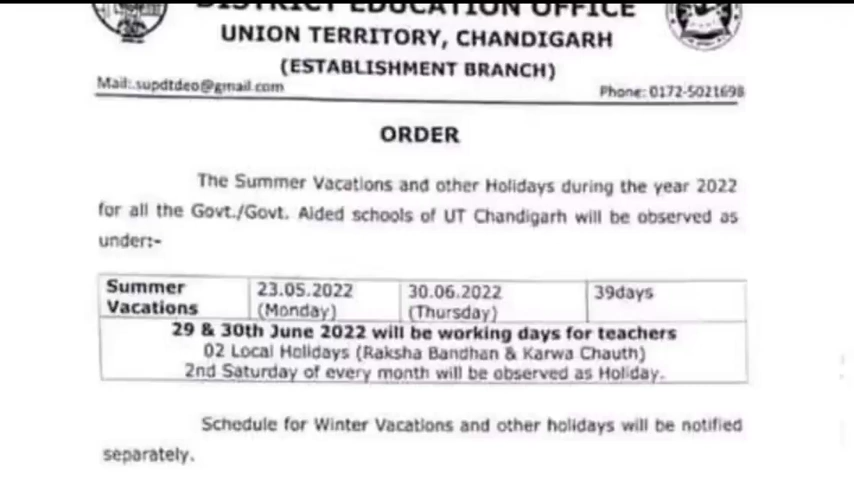 DISTRICT EDUCATION OFFICE
UNION TERRITORY, CHANDIGARH
(ESTABLISHMENT BRANCH)
Mail:.supdtdeo@gmail.com Phone: 0172-5021698
ORDER
The Summer Vacations and other Holidays during the year 2022
for all the Govt./Govt. Aided schools of UT Chandigarh will be observed as
under:-
Summer Vacations 23.05.2022 (Monday) 30.06.2022 (Thursday) 39days
29 & 30th June 2022 will be working days for teachers
02 Local Holidays (Raksha Bandhan & Karwa Chauth)
2nd Saturday of every month will be observed as Holiday.
Schedule for Winter Vacations and other holidays will be notified
separately.